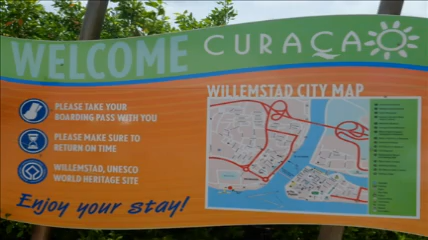 WELCOME CURAÇAO
WILLEMSTAD CITY MAP
PLEASE TAKE YOUR
BOARDING PASS WITH YOU
PLEASE MAKE SURE TO
RETURN ON TIME
WILLEMSTAD, UNESCO
WORLD HERITAGE SITE
Enjoy your stay!